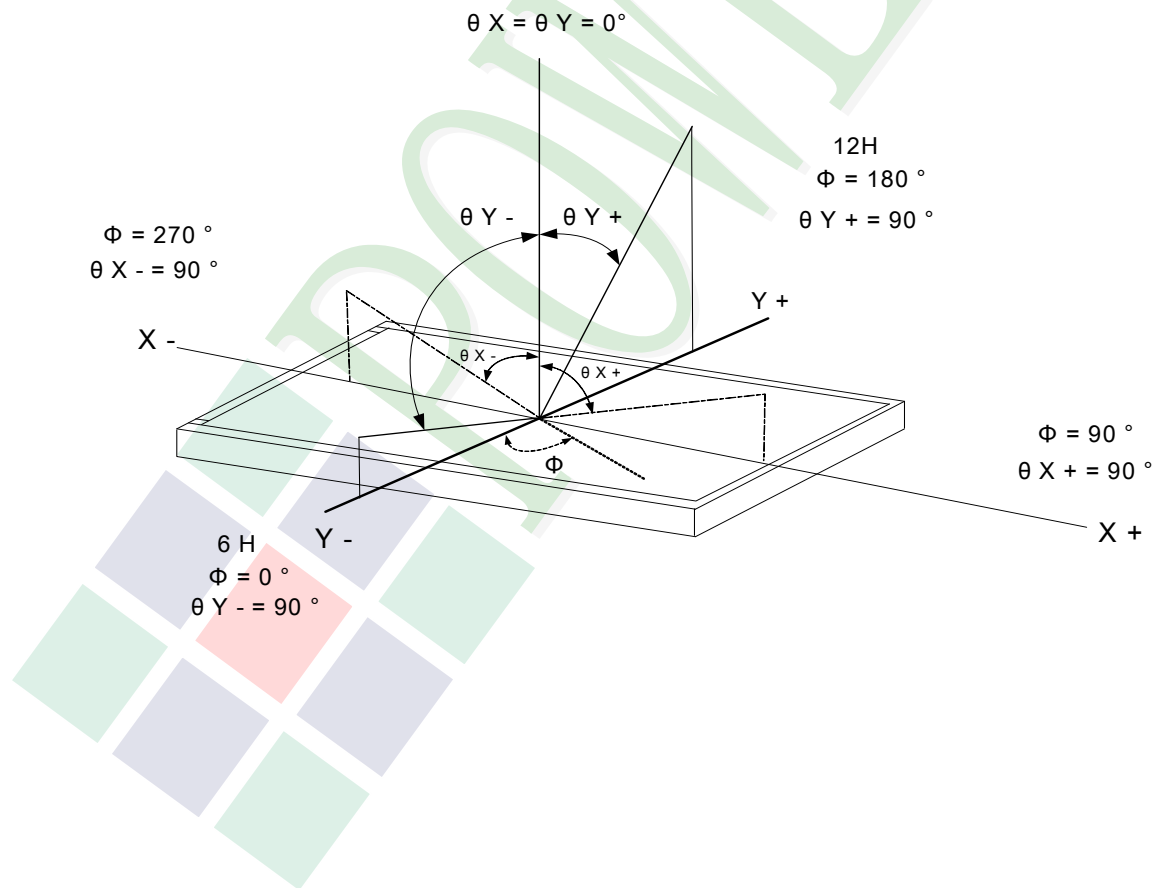 θ X = θ Y = 0°
12H
Φ = 180 °
θ Y + = 90 °
θ Y -
θ Y +
Φ = 270 °
θ X - = 90 °
Y +
X -
θ X -
θ X +
Φ = 90 °
θ X + = 90 °
Φ
X +
Y -
6 H
Φ = 0 °
θ Y - = 90 °